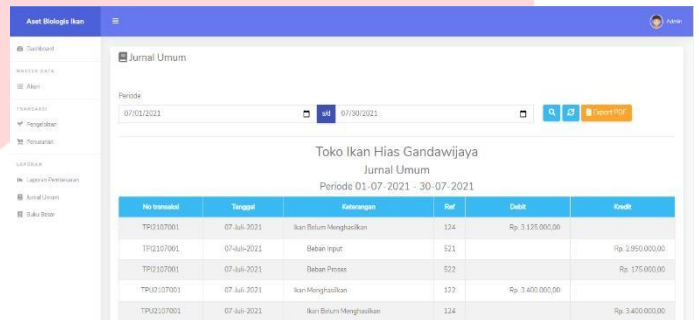 Aset Biologis Ikan
Admin
Dashboard
MASTER DATA
Akun
TRANSAKSI
Pengelolaan
Penjualan
LAPORAN
Jurnal Umum
Buku Besar
Jurnal Umum
Periode
07/01/2021 s/d 07/30/2021 Export PDF
Toko Ikan Hias Gandawijaya
Jurnal Umum
Periode 01-07-2021 - 30-07-2021
No transaksi Tanggal Keterangan Ref Debit Kredit
TPI2107001 07-Juli-2021 Ikan Belum Menghasilkan 124 Rp. 3.125.000,00
TPI2107001 07-Juli-2021 Beban Input 521 Rp. 2.950.000,00
TPI2107001 07-Juli-2021 Beban Proses 522 Rp. 175.000,00
TPU2107001 07-Juli-2021 Ikan Menghasilkan 122 Rp. 3.400.000,00
TPU2107001 07-Juli-2021 Ikan Belum Menghasilkan 124 Rp. 3.400.000,00